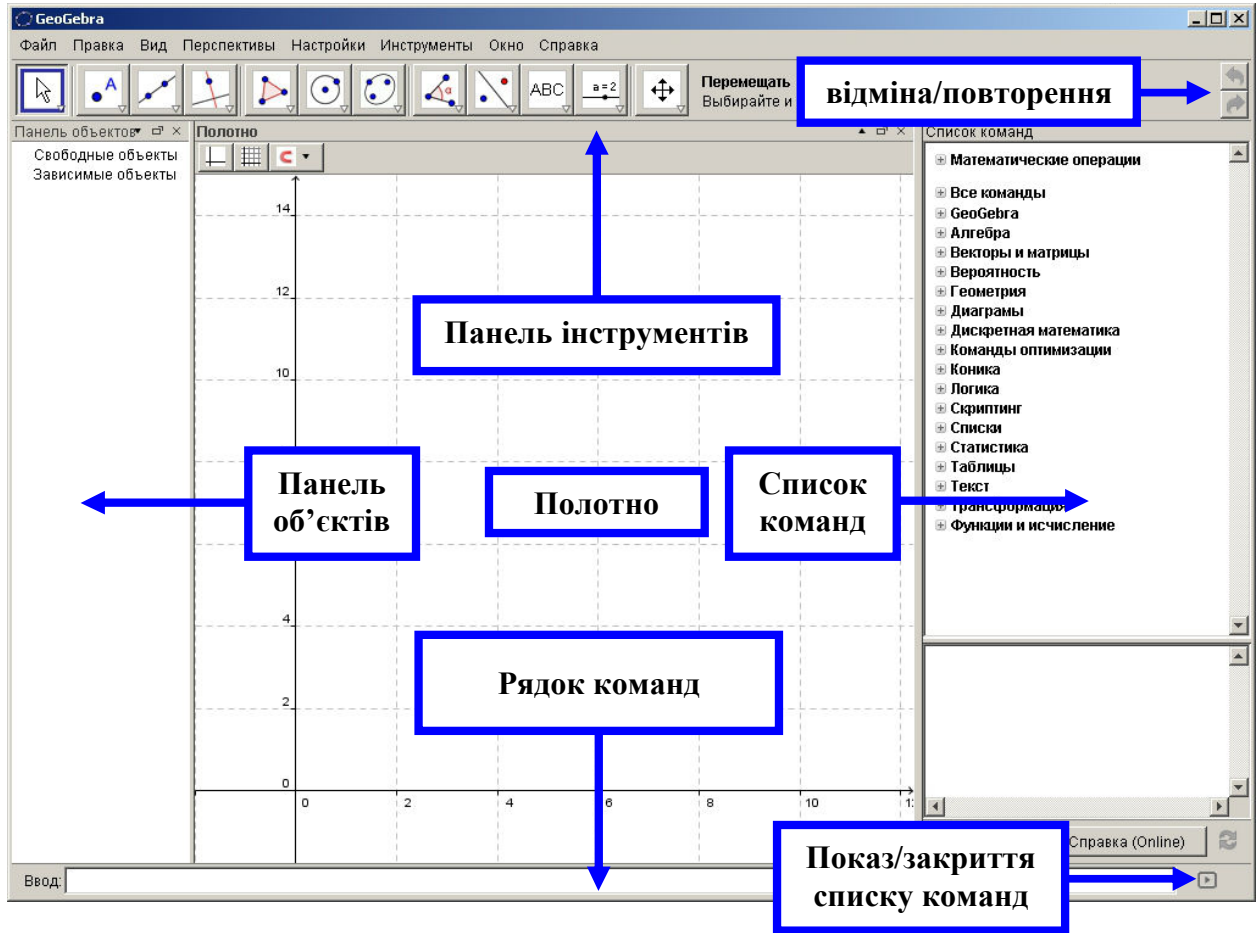 GeoGebra
Файл Правка Вид Перспективы Настройки Инструменты Окно Справка
A
α
ABC
a=2
Перемещать
Выбирайте и
відміна/повторення
Панель объектов
Полотно
Список команд
Свободные объекты
Зависимые объекты
Математические операции
Все команды
GeoGebra
Алгебра
Векторы и матрицы
Вероятность
Геометрия
Диаграмы
Дискретная математика
Команды оптимизации
Коника
Логика
Скриптинг
Списки
Статистика
Таблицы
Текст
Трансформация
Функции и исчисление
14
12
10
4
2
0
0 2 4 6 8 10
Панель інструментів
Панель
об’єктів
Полотно
Список
команд
Рядок команд
Справка (Online)
Показ/закриття
списку команд
Ввод: